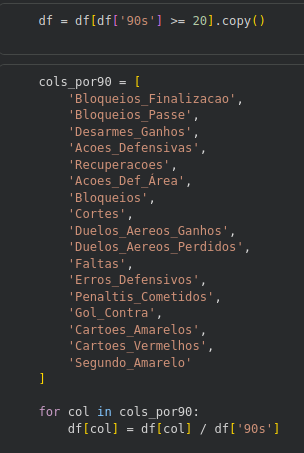 df = df[df['90s'] >= 20].copy()
cols_por90 = [
    'Bloqueios_Finalizacao',
    'Bloqueios_Passe',
    'Desarmes_Ganhos',
    'Acoes_Defensivas',
    'Recuperacoes',
    'Acoes_Def_Área',
    'Bloqueios',
    'Cortes',
    'Duelos_Aereos_Ganhos',
    'Duelos_Aereos_Perdidos',
    'Faltas',
    'Erros_Defensivos',
    'Penaltis_Cometidos',
    'Gol_Contra',
    'Cartoes_Amarelos',
    'Cartoes_Vermelhos',
    'Segundo_Amarelo'
]
for col in cols_por90:
    df[col] = df[col] / df['90s']